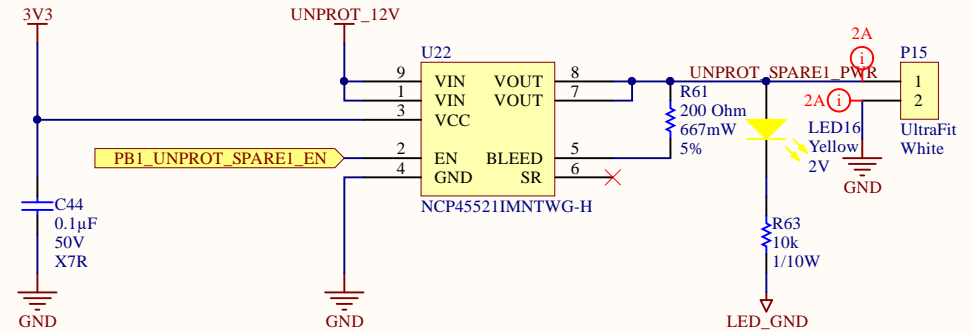 3V3
UNPROT_12V
2A
i
U22
P15
9
VIN
VOUT
8
UNPROT_SPARE1_PWR
1
1
VIN
VOUT
7
R61
2A
i
2
3
VCC
200 Ohm
667mW
5%
LED16
Yellow
2V
UltraFit
White
PB1_UNPROT_SPARE1_EN
2
EN
BLEED
5
4
GND
SR
6
GND
NCP45521IMNTWG-H
C44
0.1µF
50V
X7R
R63
10k
1/10W
GND
GND
LED_GND